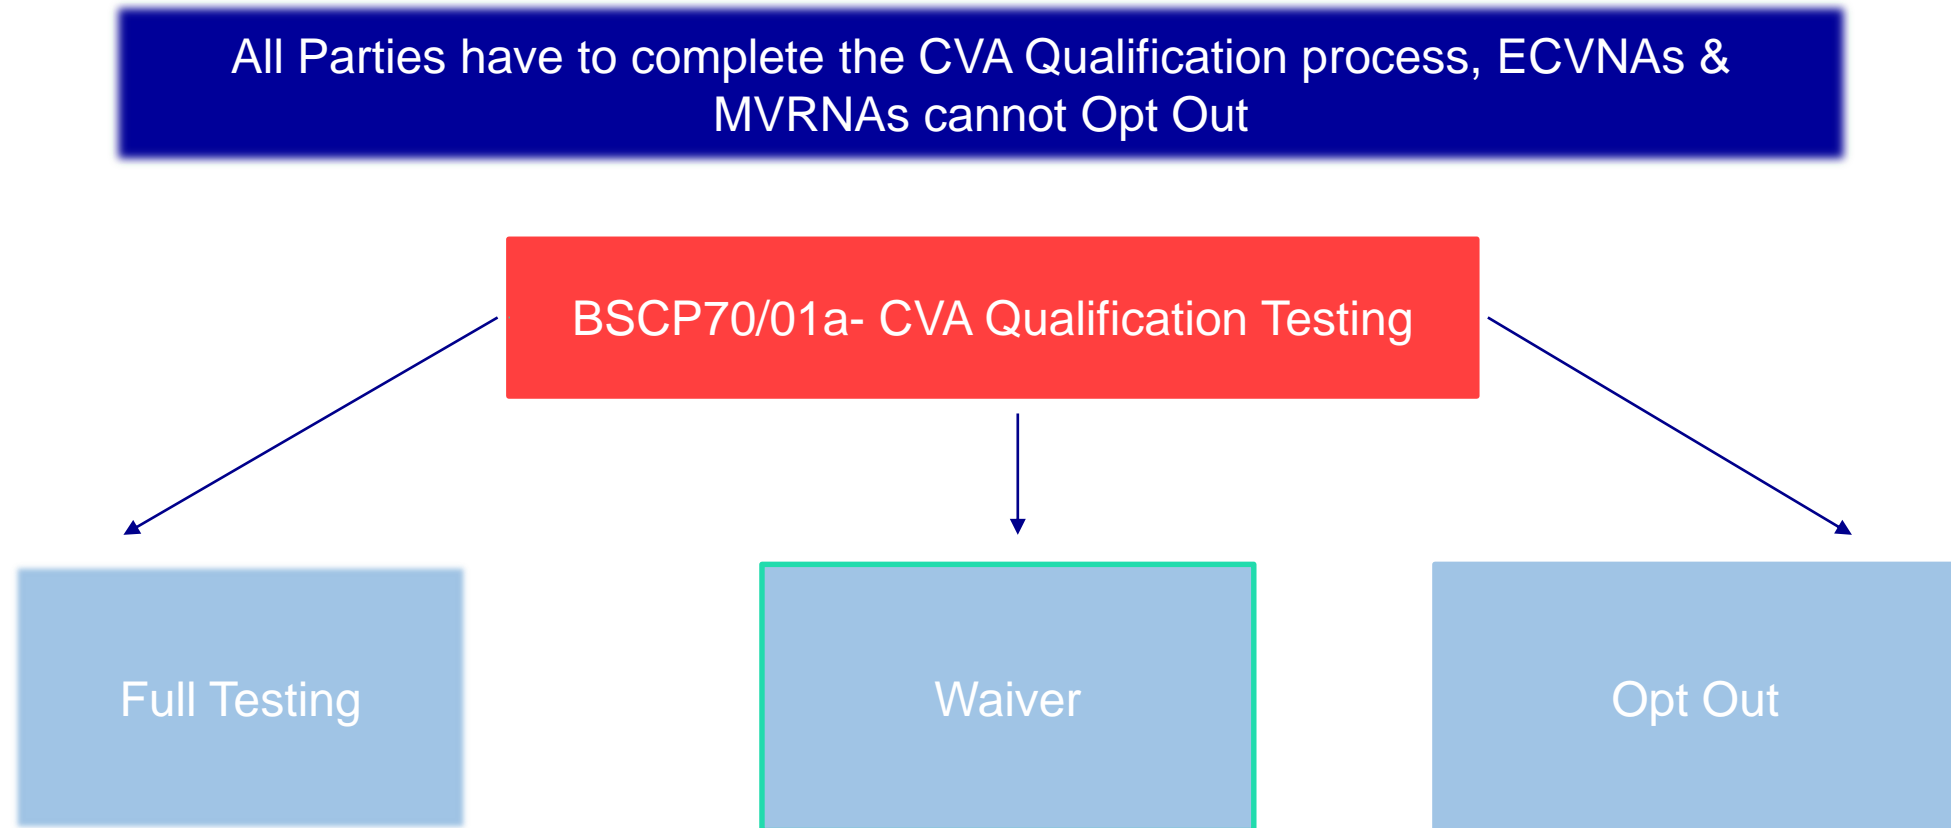 All Parties have to complete the CVA Qualification process, ECVNAs &
MVRNAs cannot Opt Out
BSCP70/01a- CVA Qualification Testing
Full Testing
Waiver
Opt Out